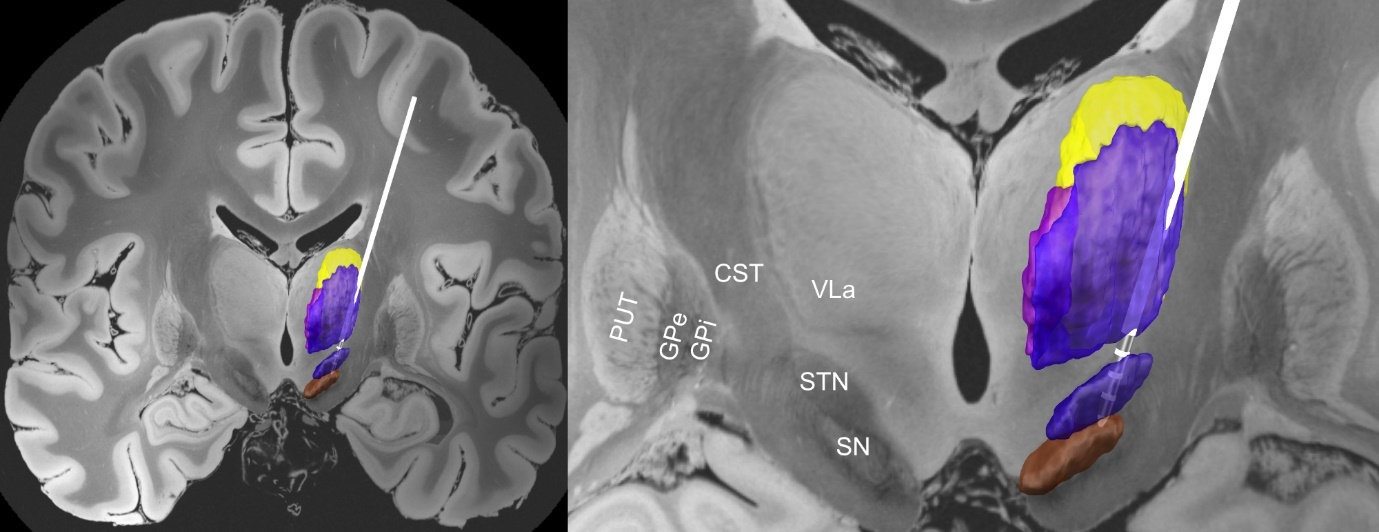 CST
VLa
PUT
GPe
GPi
STN
SN